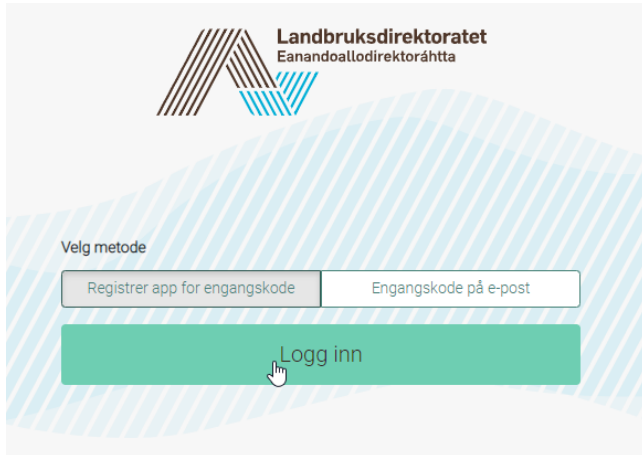 Landbruksdirektoratet
Eanandoallodirektoráhtta
Velg metode
Registrer app for engangskode
Engangskode på e-post
Logg inn